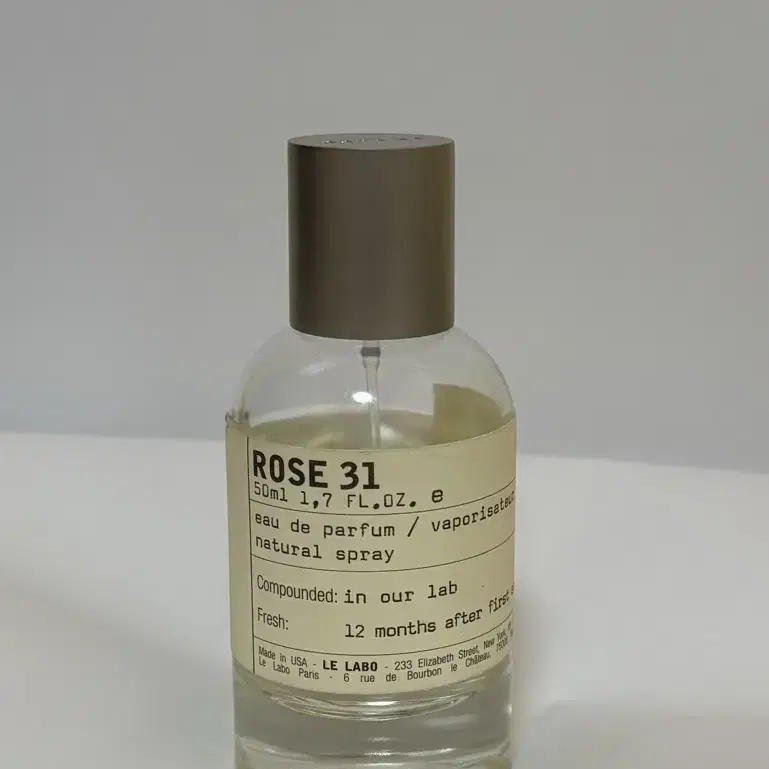 ROSE 31
50ml 1,7 FL.OZ. e
eau de parfum / vaporisateur
natural spray
Compounded: in our lab
Fresh: 12 months after first
Made in USA - LE LABO - 233 Elizabeth Street, New York,
Le Labo Paris - 6 rue de Bourbon le Château,